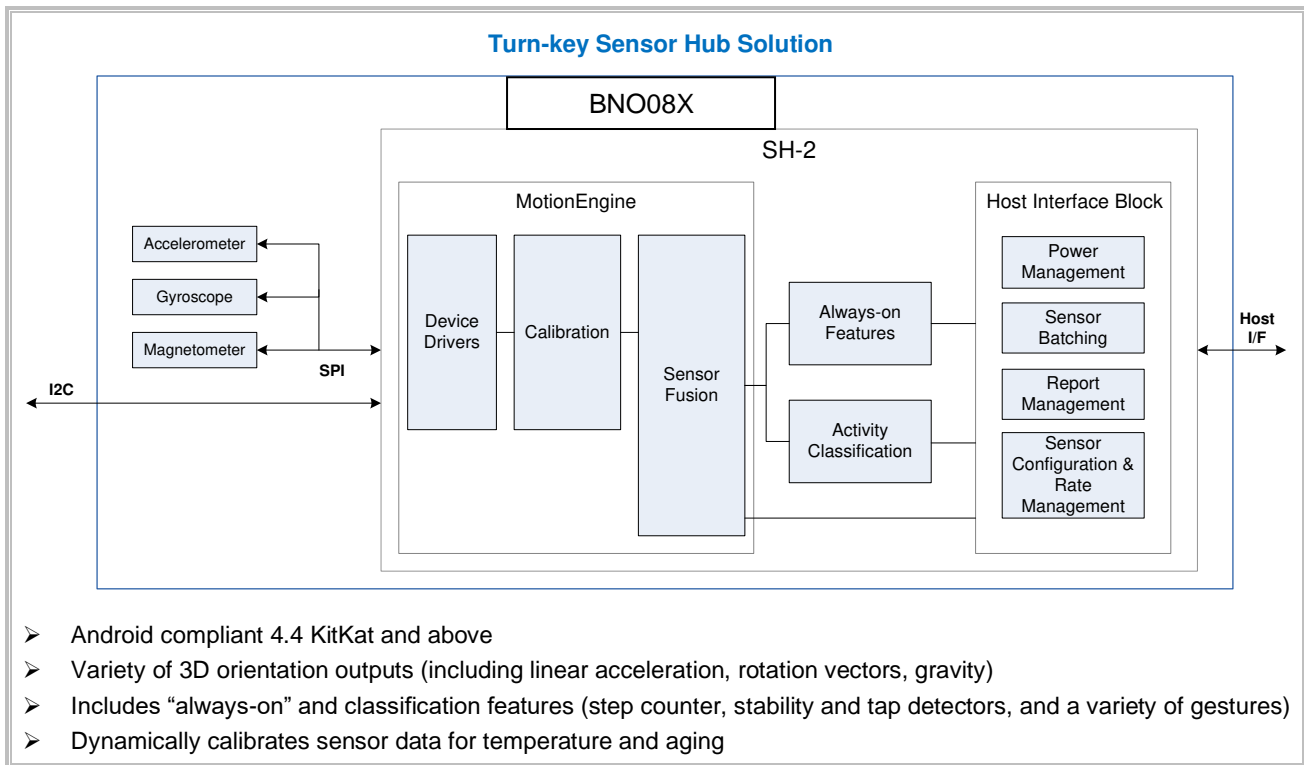 Turn-key Sensor Hub Solution
BNO08X
SH-2
MotionEngine
Host Interface Block
Accelerometer
Gyroscope
Magnetometer
SPI
I2C
Device
Drivers
Calibration
Sensor
Fusion
Always-on
Features
Activity
Classification
Power
Management
Sensor
Batching
Report
Management
Sensor
Configuration &
Rate
Management
Host
I/F
➢ Android compliant 4.4 KitKat and above
➢ Variety of 3D orientation outputs (including linear acceleration, rotation vectors, gravity)
➢ Includes “always-on” and classification features (step counter, stability and tap detectors, and a variety of gestures)
➢ Dynamically calibrates sensor data for temperature and aging